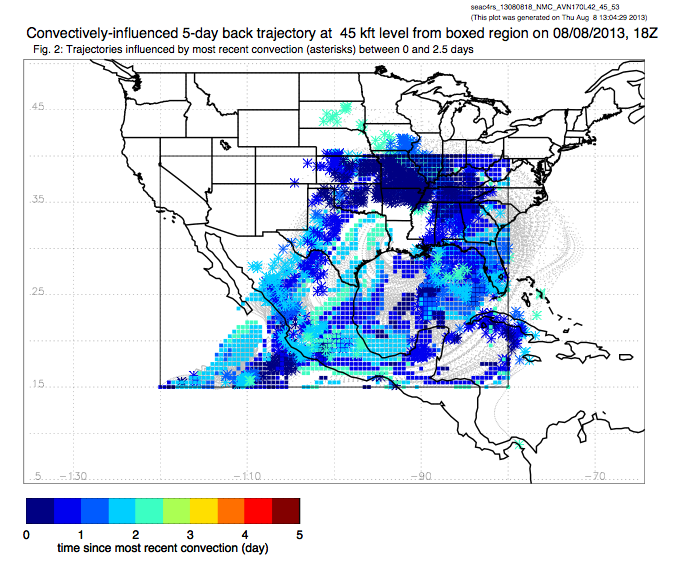 seac4rs_13080818_NMC_AVN170L42_45_53
(This plot was generated on Thu Aug 8 13:04:29 2013)
Convectively-influenced 5-day back trajectory at 45 kft level from boxed region on 08/08/2013, 18Z
Fig. 2: Trajectories influenced by most recent convection (asterisks) between 0 and 2.5 days
45
35
25
15
5 -130 -110 -90 -70
0 1 2 3 4 5
time since most recent convection (day)